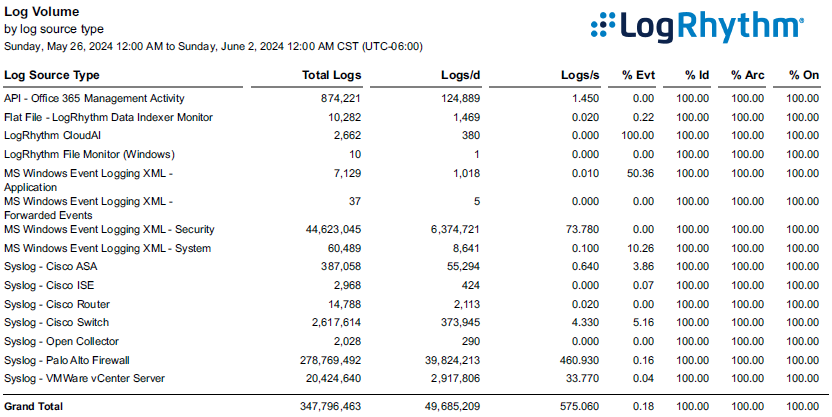 Log Volume
by log source type
Sunday, May 26, 2024 12:00 AM to Sunday, June 2, 2024 12:00 AM CST (UTC-06:00)
LogRhythm®
Log Source Type Total Logs Logs/d Logs/s % Evt % Id % Arc % On
API - Office 365 Management Activity 874,221 124,889 1.450 0.00 100.00 100.00 100.00
Flat File - LogRhythm Data Indexer Monitor 10,282 1,469 0.020 0.22 100.00 100.00 100.00
LogRhythm CloudAI 2,662 380 0.000 100.00 100.00 100.00 100.00
LogRhythm File Monitor (Windows) 10 1 0.000 0.00 100.00 100.00 100.00
MS Windows Event Logging XML - 7,129 1,018 0.010 50.36 100.00 100.00 100.00
Application
MS Windows Event Logging XML - 37 5 0.000 0.00 100.00 100.00 100.00
Forwarded Events
MS Windows Event Logging XML - Security 44,623,045 6,374,721 73.780 0.00 100.00 100.00 100.00
MS Windows Event Logging XML - System 60,489 8,641 0.100 10.26 100.00 100.00 100.00
Syslog - Cisco ASA 387,058 55,294 0.640 3.86 100.00 100.00 100.00
Syslog - Cisco ISE 2,968 424 0.000 0.07 100.00 100.00 100.00
Syslog - Cisco Router 14,788 2,113 0.020 0.00 100.00 100.00 100.00
Syslog - Cisco Switch 2,617,614 373,945 4.330 5.16 100.00 100.00 100.00
Syslog - Open Collector 2,028 290 0.000 0.00 100.00 100.00 100.00
Syslog - Palo Alto Firewall 278,769,492 39,824,213 460.930 0.16 100.00 100.00 100.00
Syslog - VMWare vCenter Server 20,424,640 2,917,806 33.770 0.04 100.00 100.00 100.00
Grand Total 347,796,463 49,685,209 575.060 0.18 100.00 100.00 100.00